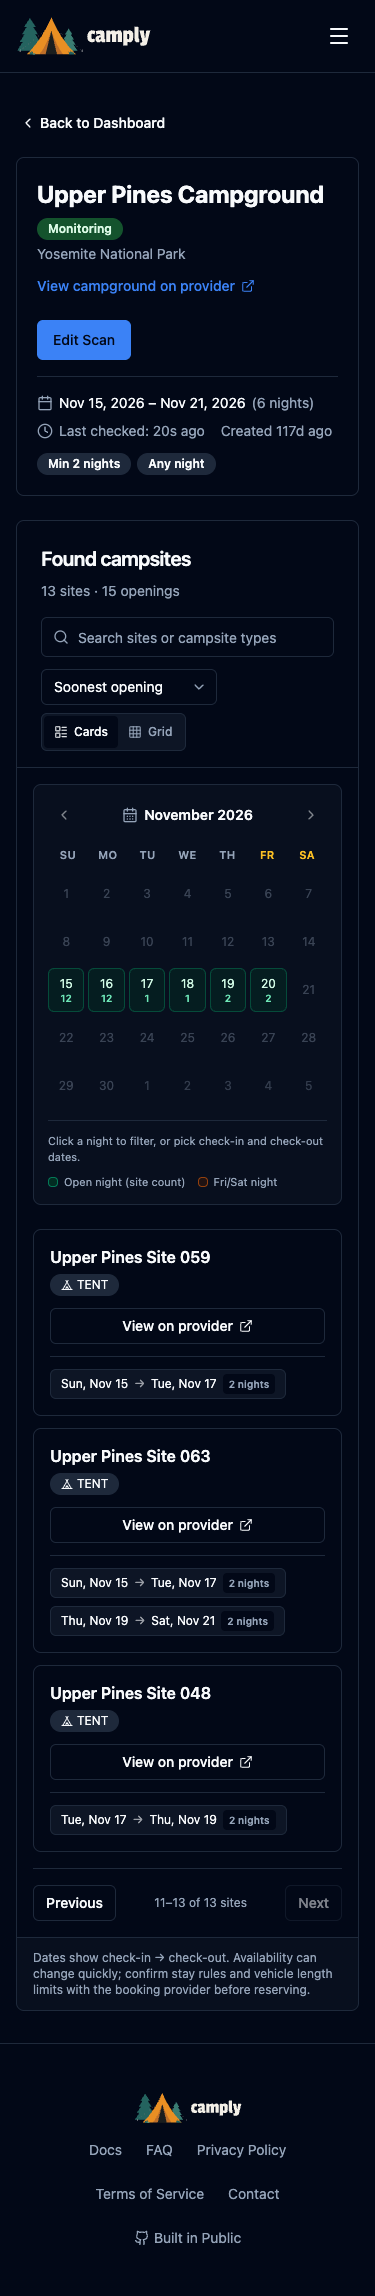 camply
Back to Dashboard
Upper Pines Campground
Monitoring
Yosemite National Park
View campground on provider
Edit Scan
Nov 15, 2026 – Nov 21, 2026 (6 nights)
Last checked: 20s ago Created 117d ago
Min 2 nights Any night
Found campsites
13 sites · 15 openings
Search sites or campsite types
Soonest opening
Cards Grid
November 2026
SU MO TU WE TH FR SA
1 2 3 4 5 6 7
8 9 10 11 12 13 14
15 16 17 18 19 20 21
12 12 1 1 2 2
22 23 24 25 26 27 28
29 30 1 2 3 4 5
Click a night to filter, or pick check-in and check-out
dates.
Open night (site count) Fri/Sat night
Upper Pines Site 059
TENT
View on provider
Sun, Nov 15 → Tue, Nov 17 2 nights
Upper Pines Site 063
TENT
View on provider
Sun, Nov 15 → Tue, Nov 17 2 nights
Thu, Nov 19 → Sat, Nov 21 2 nights
Upper Pines Site 048
TENT
View on provider
Tue, Nov 17 → Thu, Nov 19 2 nights
Previous 11–13 of 13 sites Next
Dates show check-in → check-out. Availability can
change quickly; confirm stay rules and vehicle length
limits with the booking provider before reserving.
camply
Docs FAQ Privacy Policy
Terms of Service Contact
Built in Public